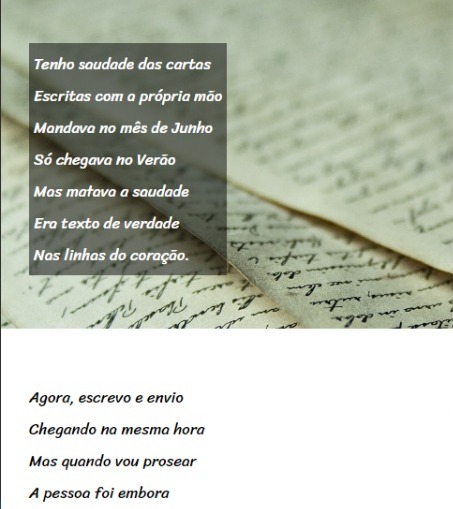 Tenho saudade das cartas
Escritas com a própria mão
Mandava no mês de Junho
Só chegava no Verão
Mas matava a saudade
Era texto de verdade
Nas linhas do coração.
Agora, escrevo e envio
Chegando na mesma hora
Mas quando vou prosear
A pessoa foi embora